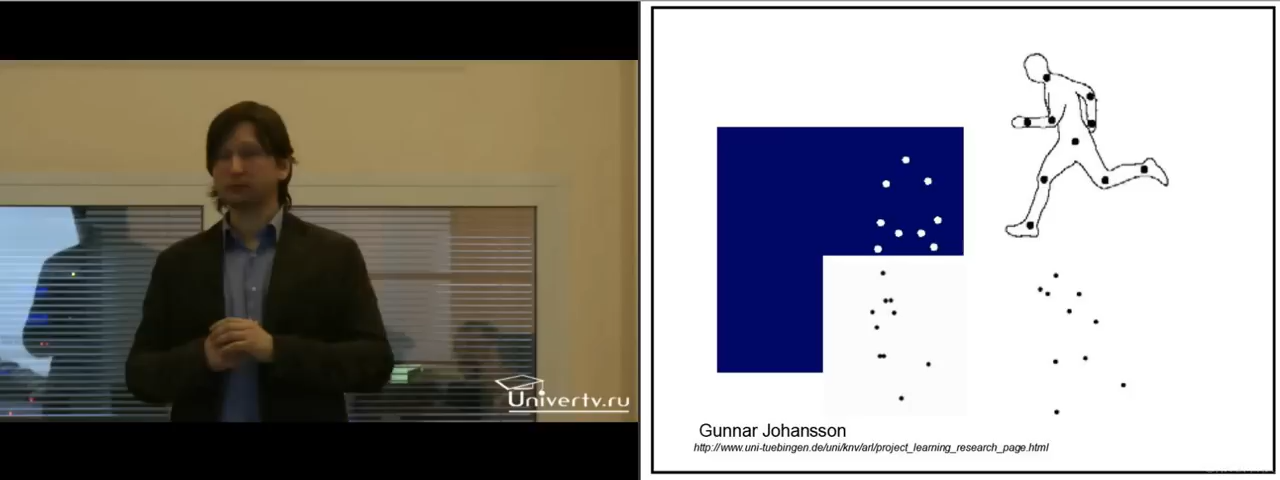 Univertv.ru
Gunnar Johansson
http://www.uni-tuebingen.de/uni/knv/arl/project_learning_research_page.html